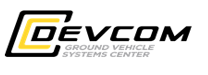 DEVCOM
GROUND VEHICLE
SYSTEMS CENTER